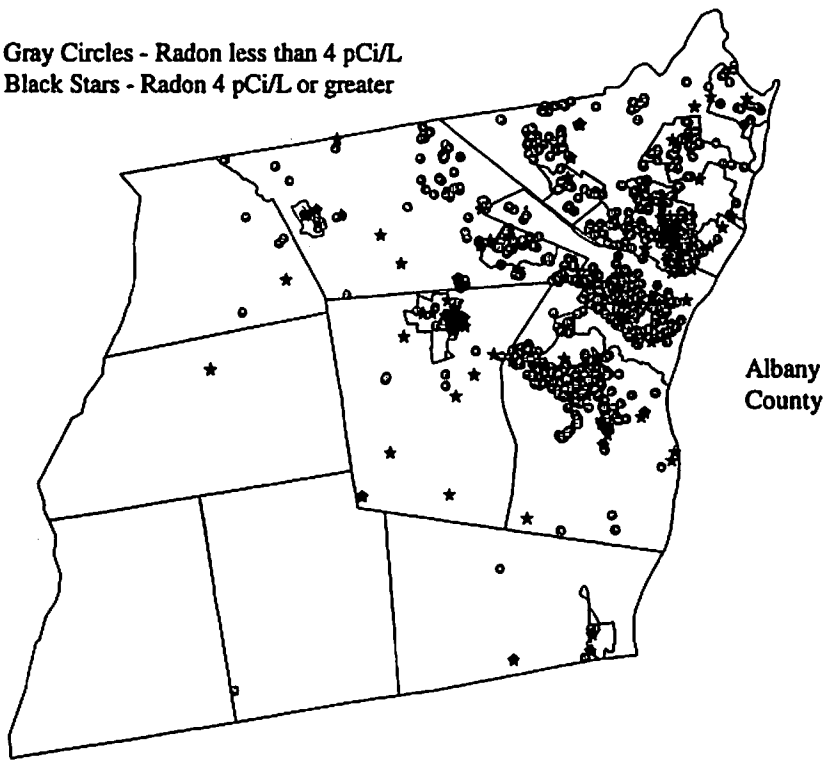 Gray Circles - Radon less than 4 pCi/L
Black Stars - Radon 4 pCi/L or greater
Albany
County